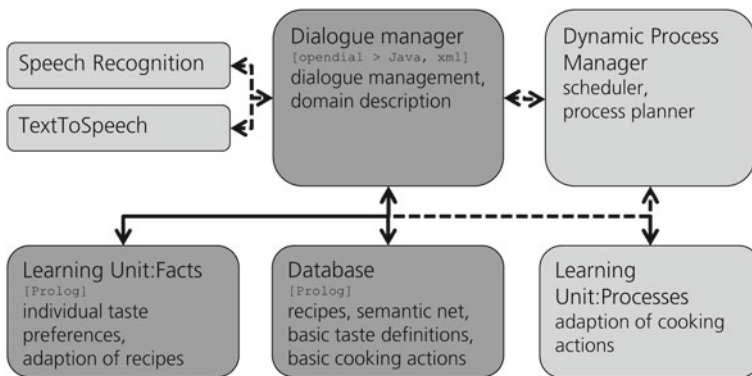 Speech Recognition
TextToSpeech
Dialogue manager
[opendial > Java, xml]
dialogue management,
domain description
Dynamic Process
Manager
scheduler,
process planner
Learning Unit:Facts
[Prolog]
individual taste
preferences,
adaption of recipes
Database
[Prolog]
recipes, semantic net,
basic taste definitions,
basic cooking actions
Learning
Unit:Processes
adaption of cooking
actions